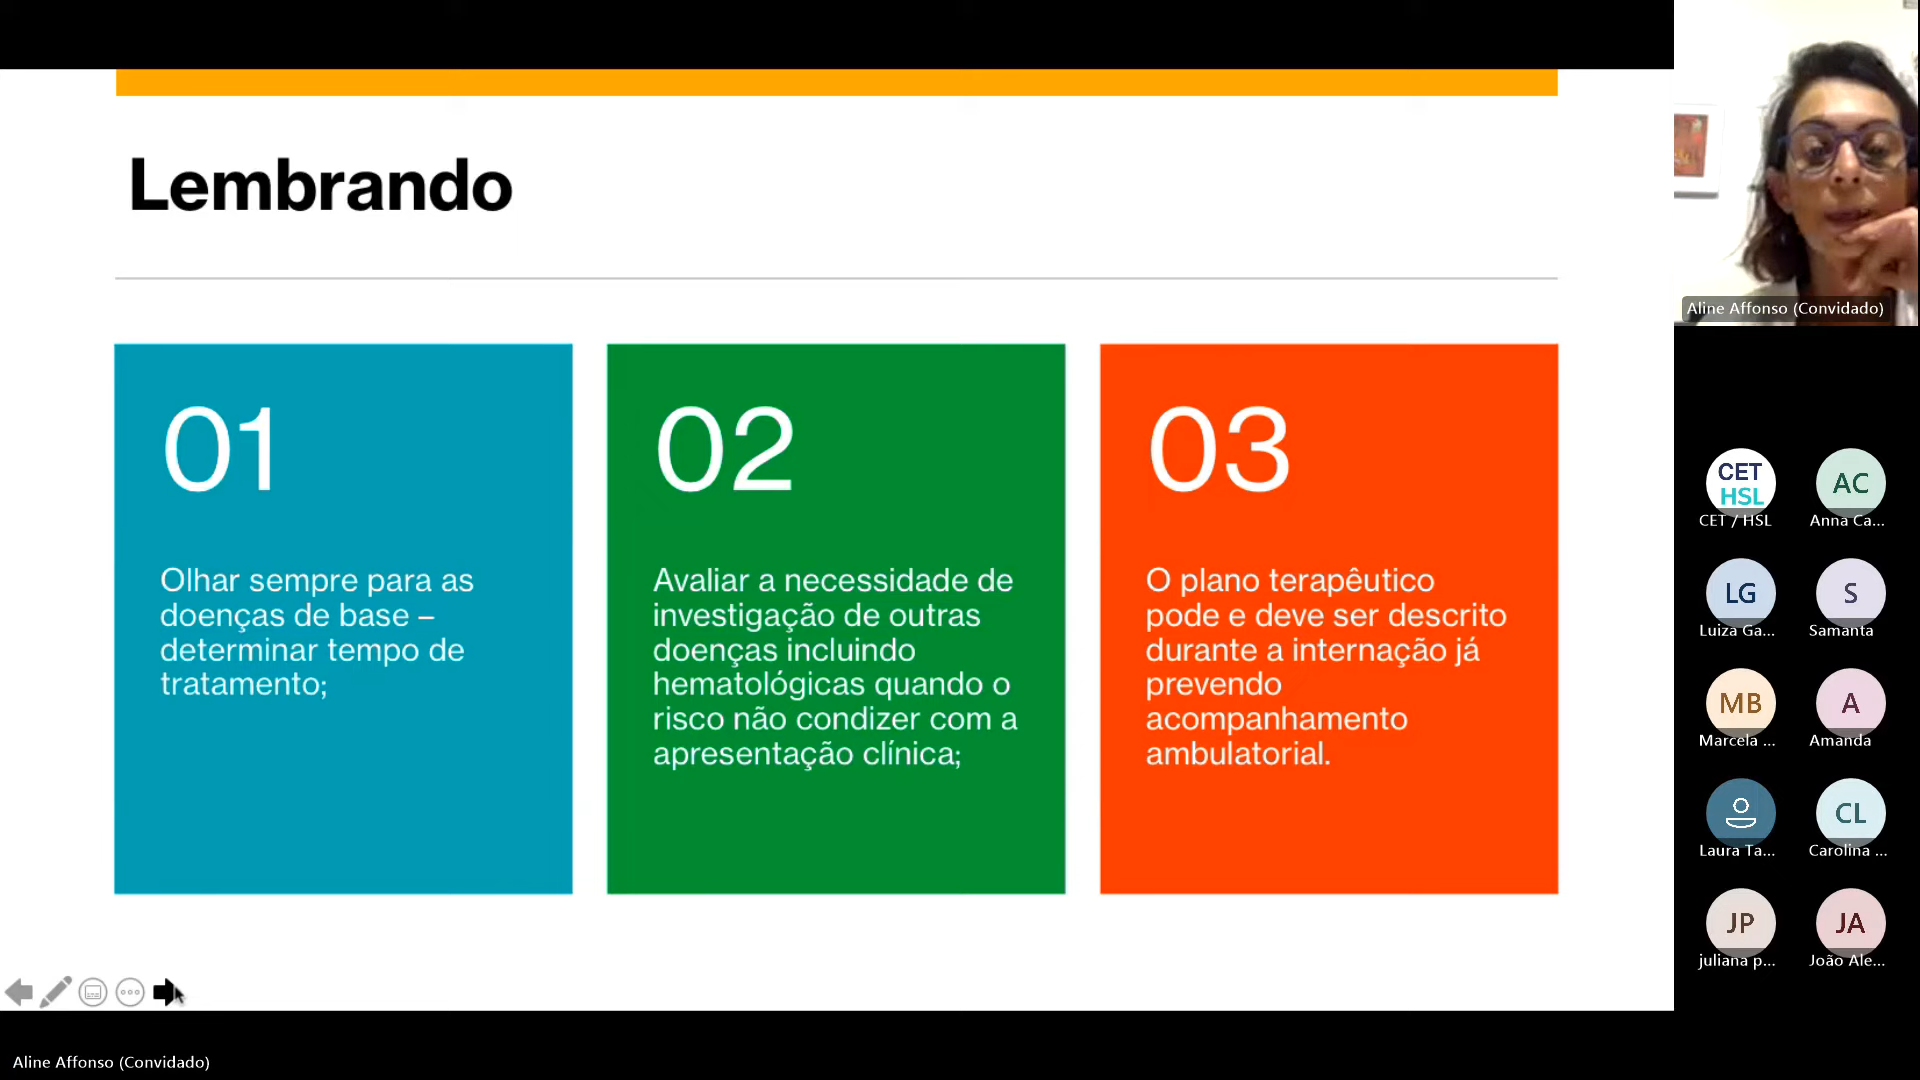 Lembrando
01
Olhar sempre para as
doenças de base –
determinar tempo de
tratamento;
02
Avaliar a necessidade de
investigação de outras
doenças incluindo
hematológicas quando o
risco não condizer com a
apresentação clínica;
03
O plano terapêutico
pode e deve ser descrito
durante a internação já
prevendo
acompanhamento
ambulatorial.
Aline Affonso (Convidado)
CET
HSL
CET / HSL
AC
Anna Ca...
LG
Luiza Ga...
S
Samanta
MB
Marcela ...
A
Amanda
Laura Ta...
CL
Carolina ...
JP
juliana p...
JA
João Ale...
Aline Affonso (Convidado)